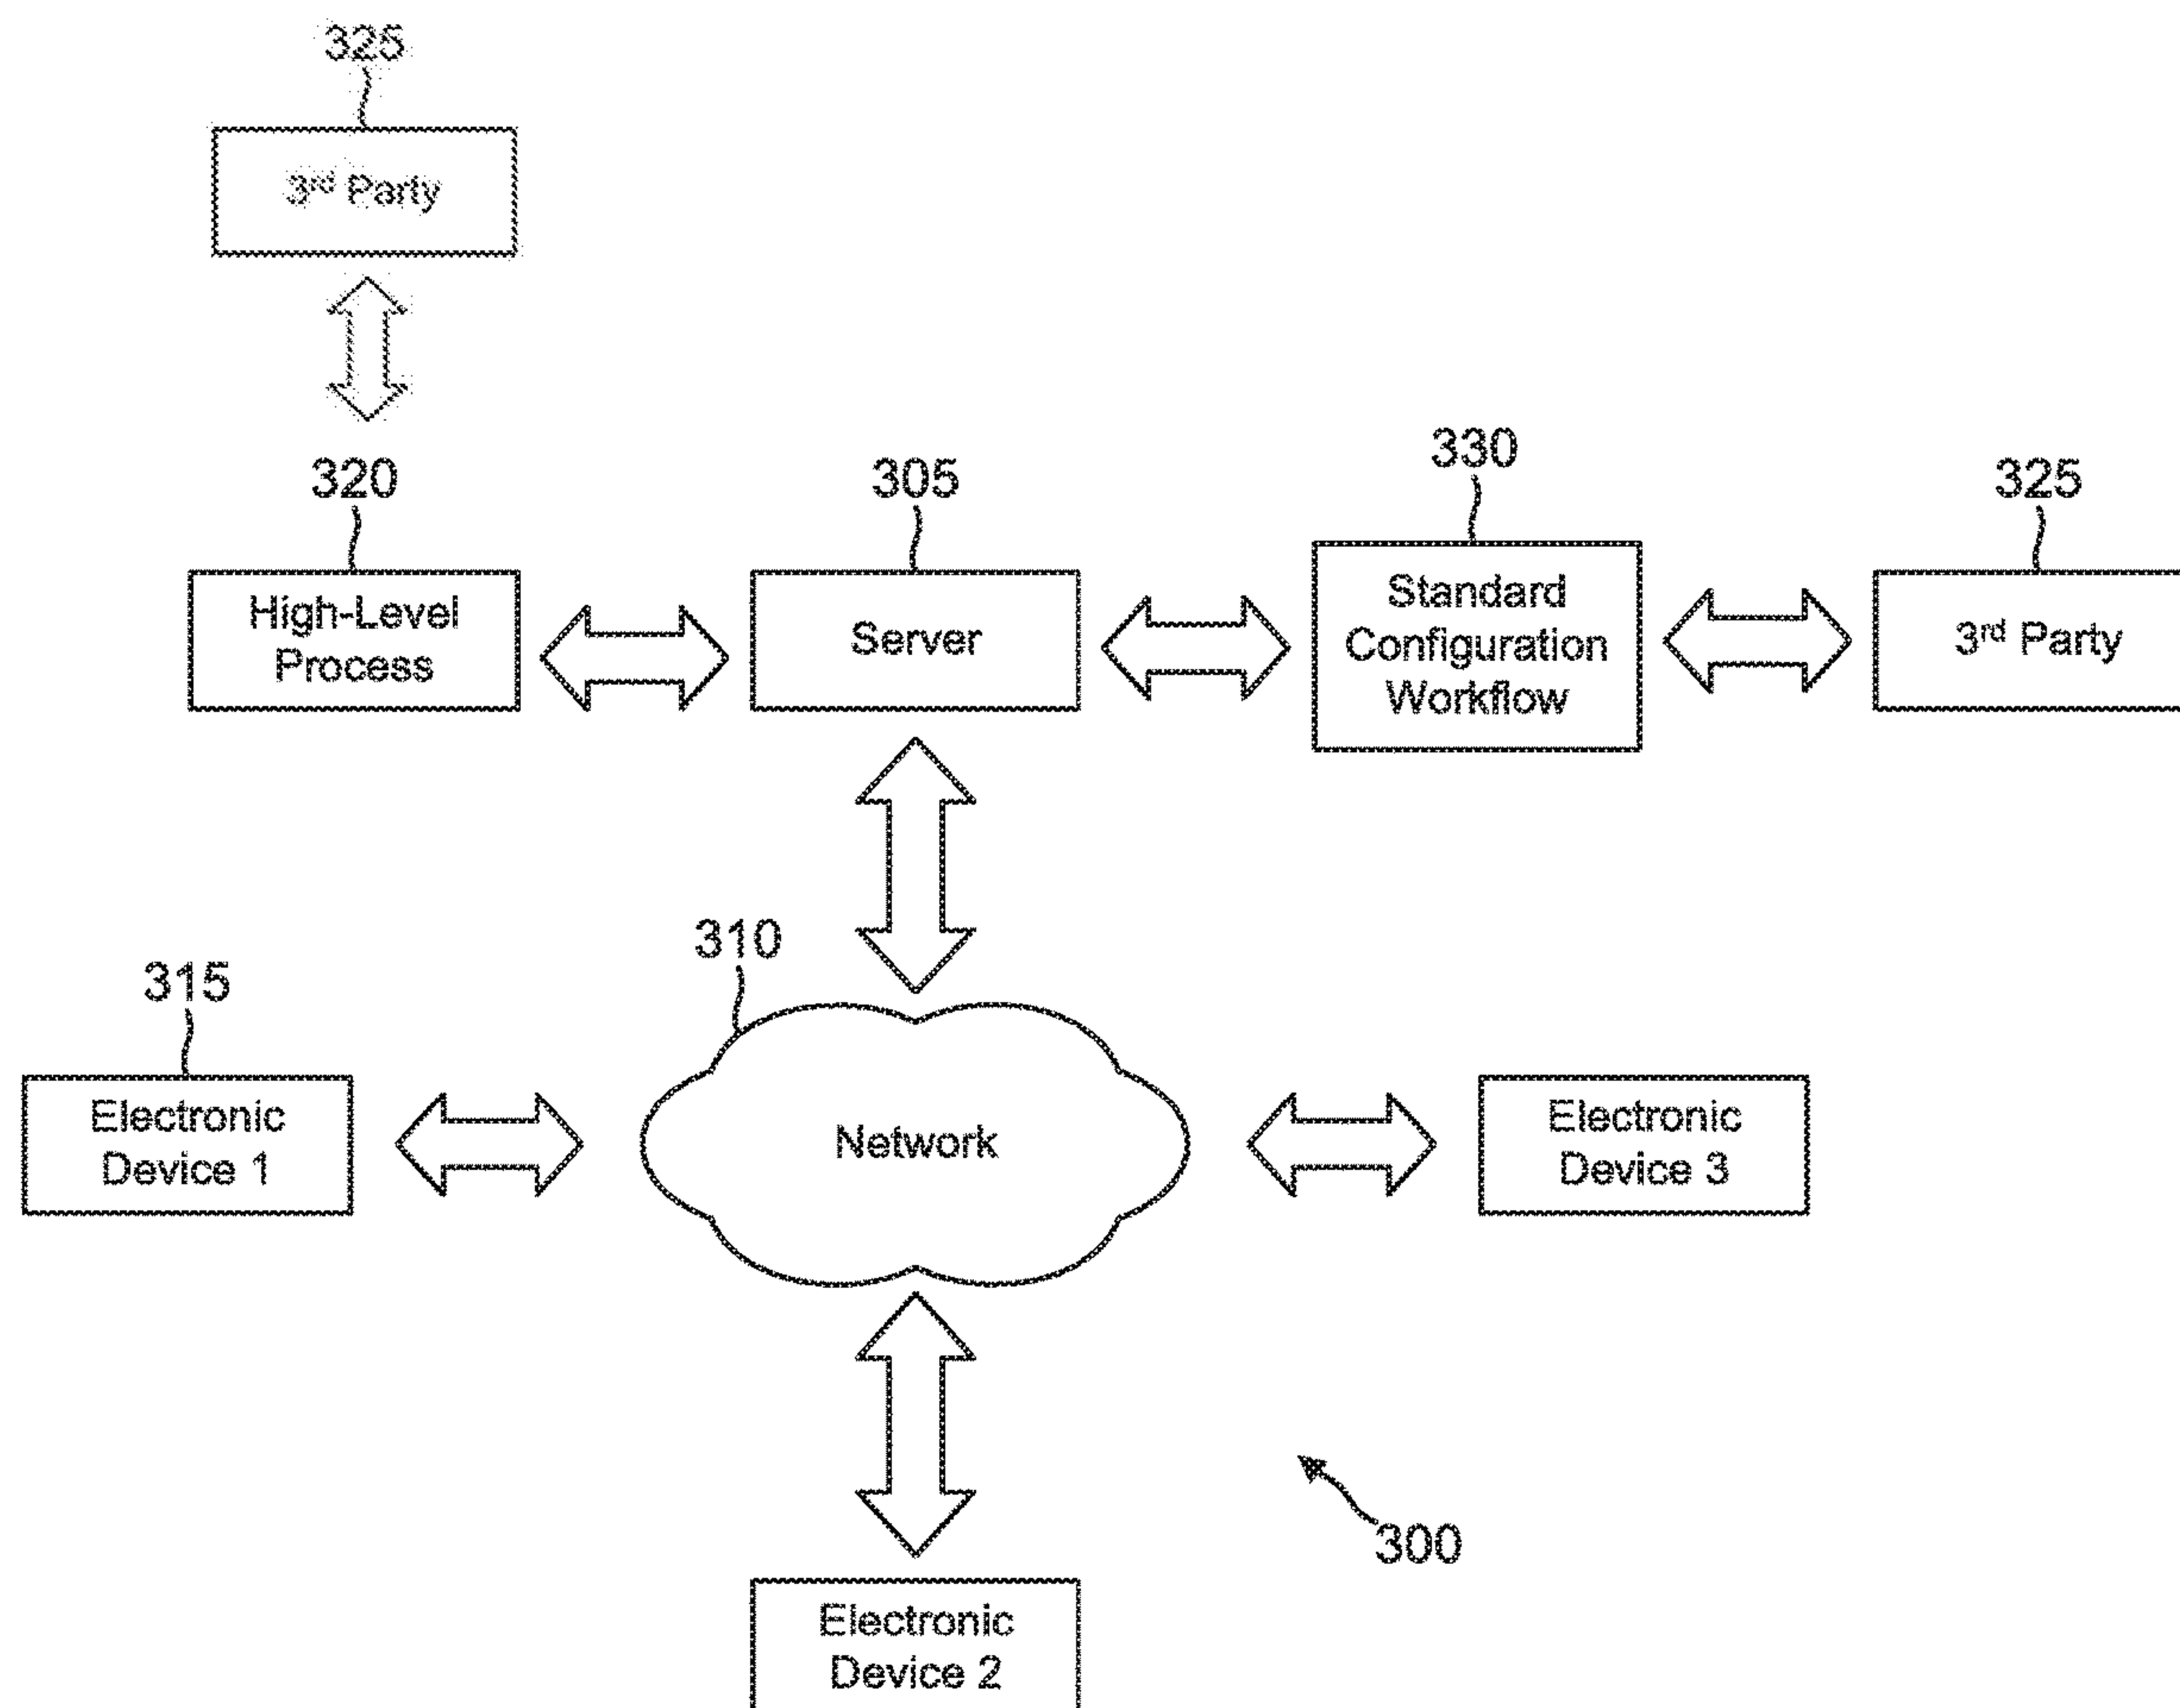 325
3rd Party
320
305
330
325
High-Level
Process
Server
Standard
Configuration
Workflow
3rd Party
310
315
Electronic
Device 1
Network
Electronic
Device 3
300
Electronic
Device 2